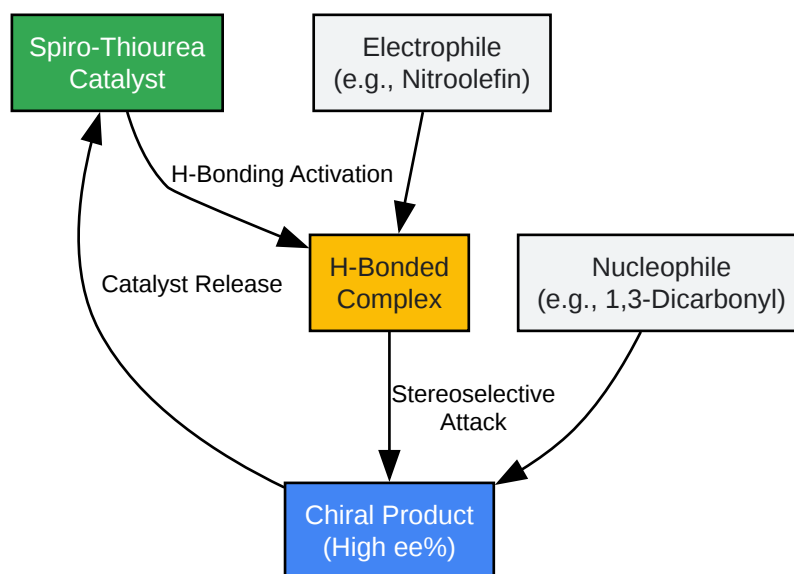 Spiro-Thiourea
Catalyst
Electrophile
(e.g., Nitroolefin)
H-Bonding Activation
H-Bonded
Complex
Nucleophile
(e.g., 1,3-Dicarbonyl)
Catalyst Release
Stereoselective
Attack
Chiral Product
(High ee%)